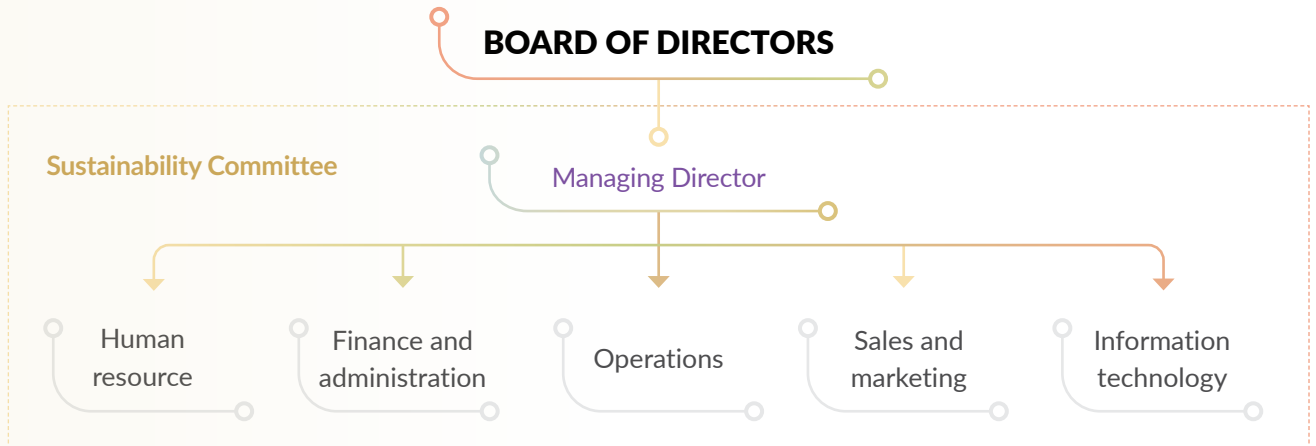 BOARD OF DIRECTORS
Sustainability Committee
Managing Director
Human
resource
Finance and
administration
Operations
Sales and
marketing
Information
technology